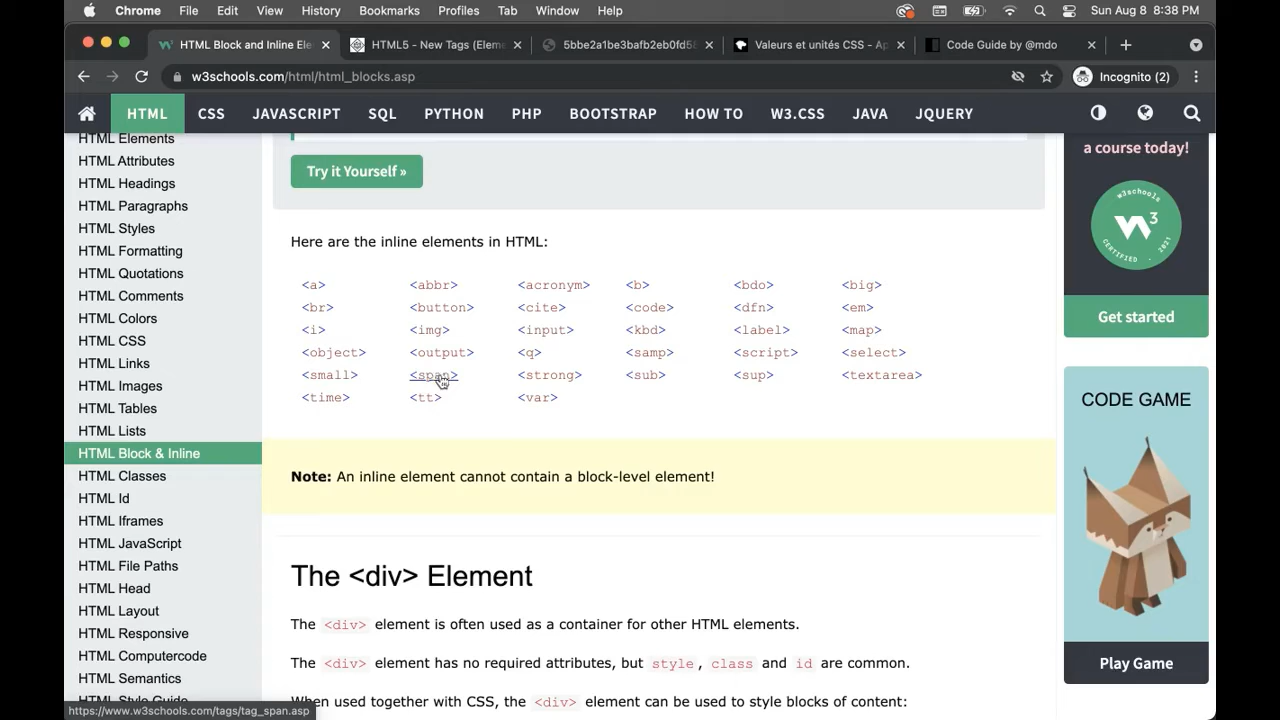 Chrome File Edit View History Bookmarks Profiles Tab Window Help Sun Aug 8 8:38 PM
HTML Block and Inline Ele
HTML5 - New Tags (Eleme
5bbe2a1be3bafb2eb0fd58
Valeurs et unités CSS - Ap
Code Guide by @mdo
w3schools.com/html/html_blocks.asp
Incognito (2)
HTML CSS JAVASCRIPT SQL PYTHON PHP BOOTSTRAP HOW TO W3.CSS JAVA JQUERY
HTML Elements
HTML Attributes
HTML Headings
HTML Paragraphs
HTML Styles
HTML Formatting
HTML Quotations
HTML Comments
HTML Colors
HTML CSS
HTML Links
HTML Images
HTML Tables
HTML Lists
HTML Block & Inline
HTML Classes
HTML Id
HTML Iframes
HTML JavaScript
HTML File Paths
HTML Head
HTML Layout
HTML Responsive
HTML Computercode
HTML Semantics
HTML Style Guide
https://www.w3schools.com/tags/tag_span.asp
Try it Yourself »
Here are the inline elements in HTML:
<a> <abbr> <acronym> <b> <bdo> <big>
<br> <button> <cite> <code> <dfn> <em>
<i> <img> <input> <kbd> <label> <map>
<object> <output> <q> <samp> <script> <select>
<small> <span> <strong> <sub> <sup> <textarea>
<time> <tt> <var>
Note: An inline element cannot contain a block-level element!
The <div> Element
The <div> element is often used as a container for other HTML elements.
The <div> element has no required attributes, but style, class and id are common.
When used together with CSS, the <div> element can be used to style blocks of content:
a course today!
w3schools
3
CERTIFIED . 2021
Get started
CODE GAME
Play Game